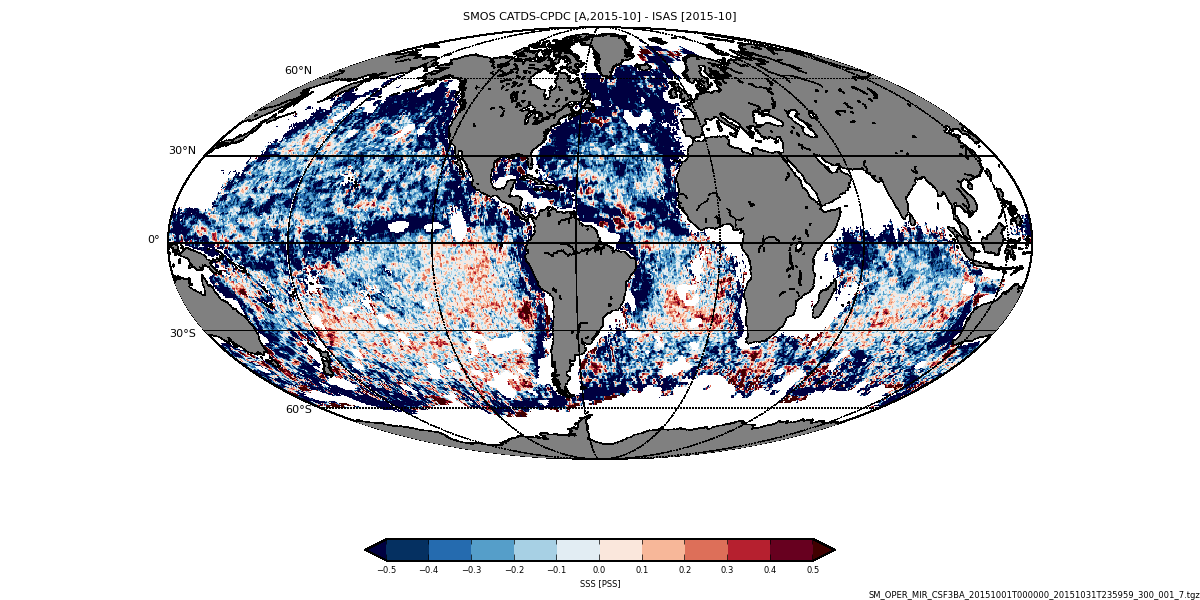 SMOS CATDS-CPDC [A,2015-10] - ISAS [2015-10]
60°N
30°N
0°
30°S
60°S
−0.5 −0.4 −0.3 −0.2 −0.1 0.0 0.1 0.2 0.3 0.4 0.5
SSS [PSS]
SM_OPER_MIR_CSF3BA_20151001T000000_20151031T235959_300_001_7.tgz